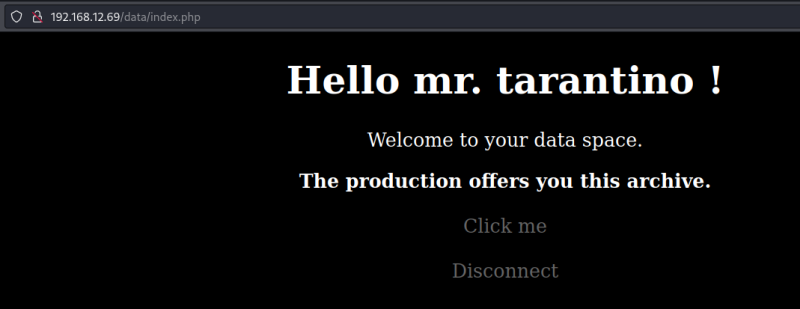 192.168.12.69/data/index.php
Hello mr. tarantino !
Welcome to your data space.
The production offers you this archive.
Click me
Disconnect